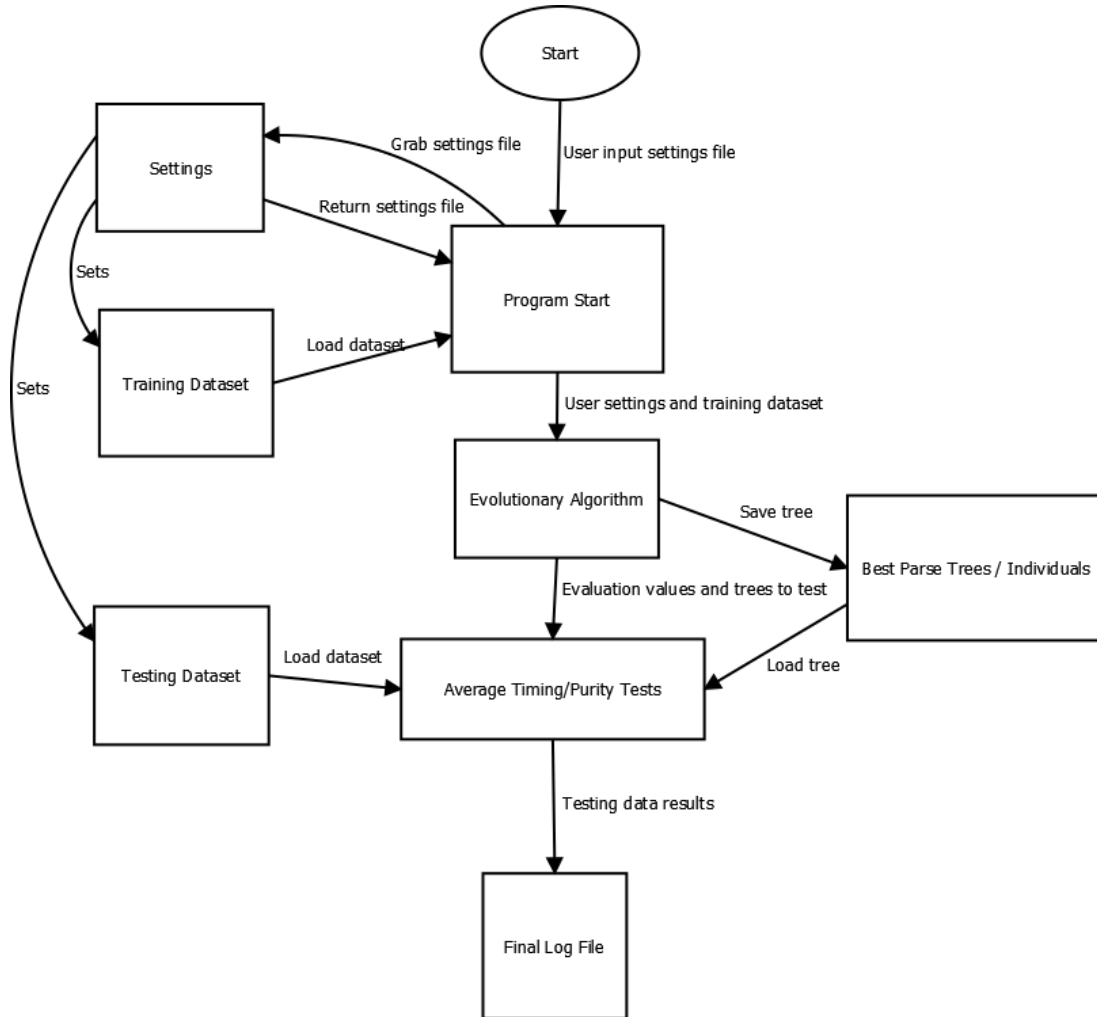 Start
Grab settings file
User input settings file
Settings
Return settings file
Sets
Program Start
Load dataset
Training Dataset
Sets
User settings and training dataset
Evolutionary Algorithm
Save tree
Best Parse Trees / Individuals
Evaluation values and trees to test
Load dataset
Load tree
Testing Dataset
Average Timing/Purity Tests
Testing data results
Final Log File